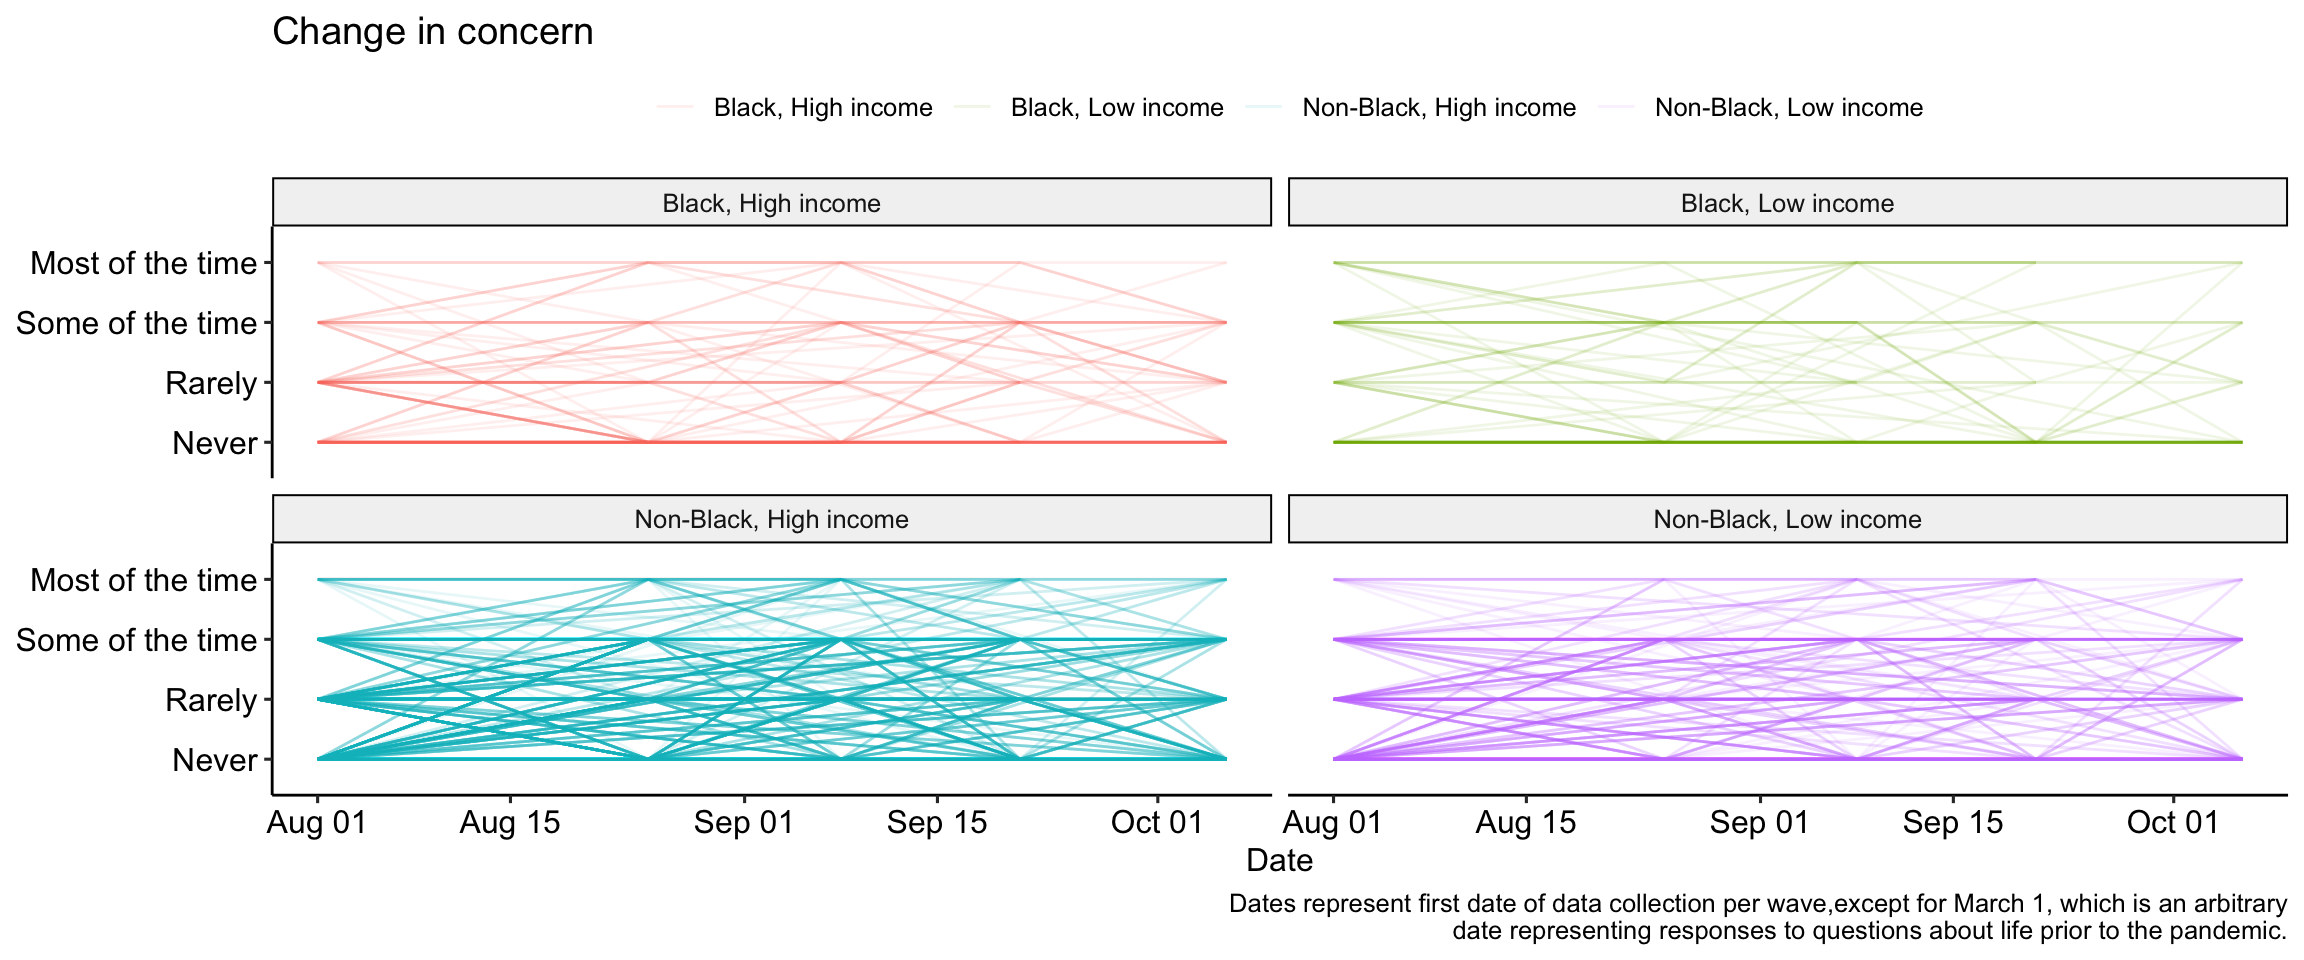 Change in concern
Black, High income
Black, Low income
Non-Black, High income
Non-Black, Low income
Black, High income
Black, Low income
Most of the time
Some of the time
Rarely
Never
Non-Black, High income
Non-Black, Low income
Most of the time
Some of the time
Rarely
Never
Aug 01
Aug 15
Sep 01
Sep 15
Oct 01
Aug 01
Aug 15
Sep 01
Sep 15
Oct 01
Date
Dates represent first date of data collection per wave,except for March 1, which is an arbitrary
date representing responses to questions about life prior to the pandemic.